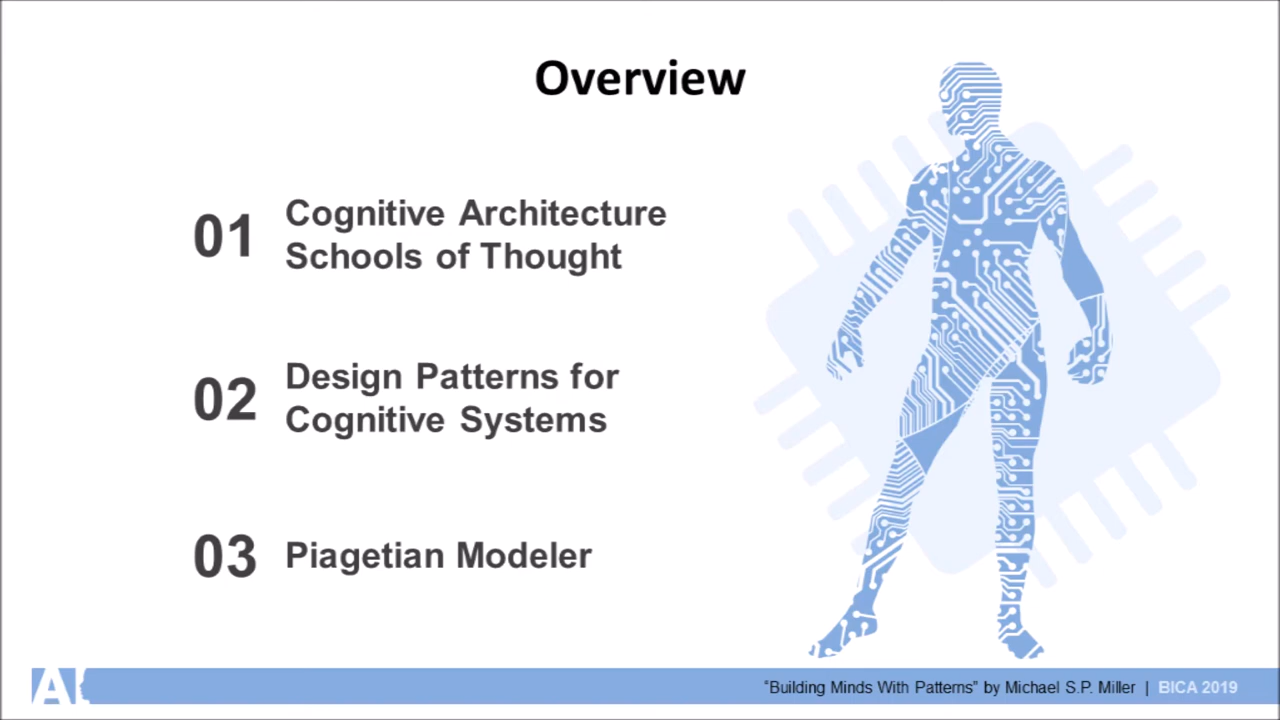 Overview
01 Cognitive Architecture
Schools of Thought
02 Design Patterns for
Cognitive Systems
03 Piagetian Modeler
AI
“Building Minds With Patterns” by Michael S.P. Miller | BICA 2019